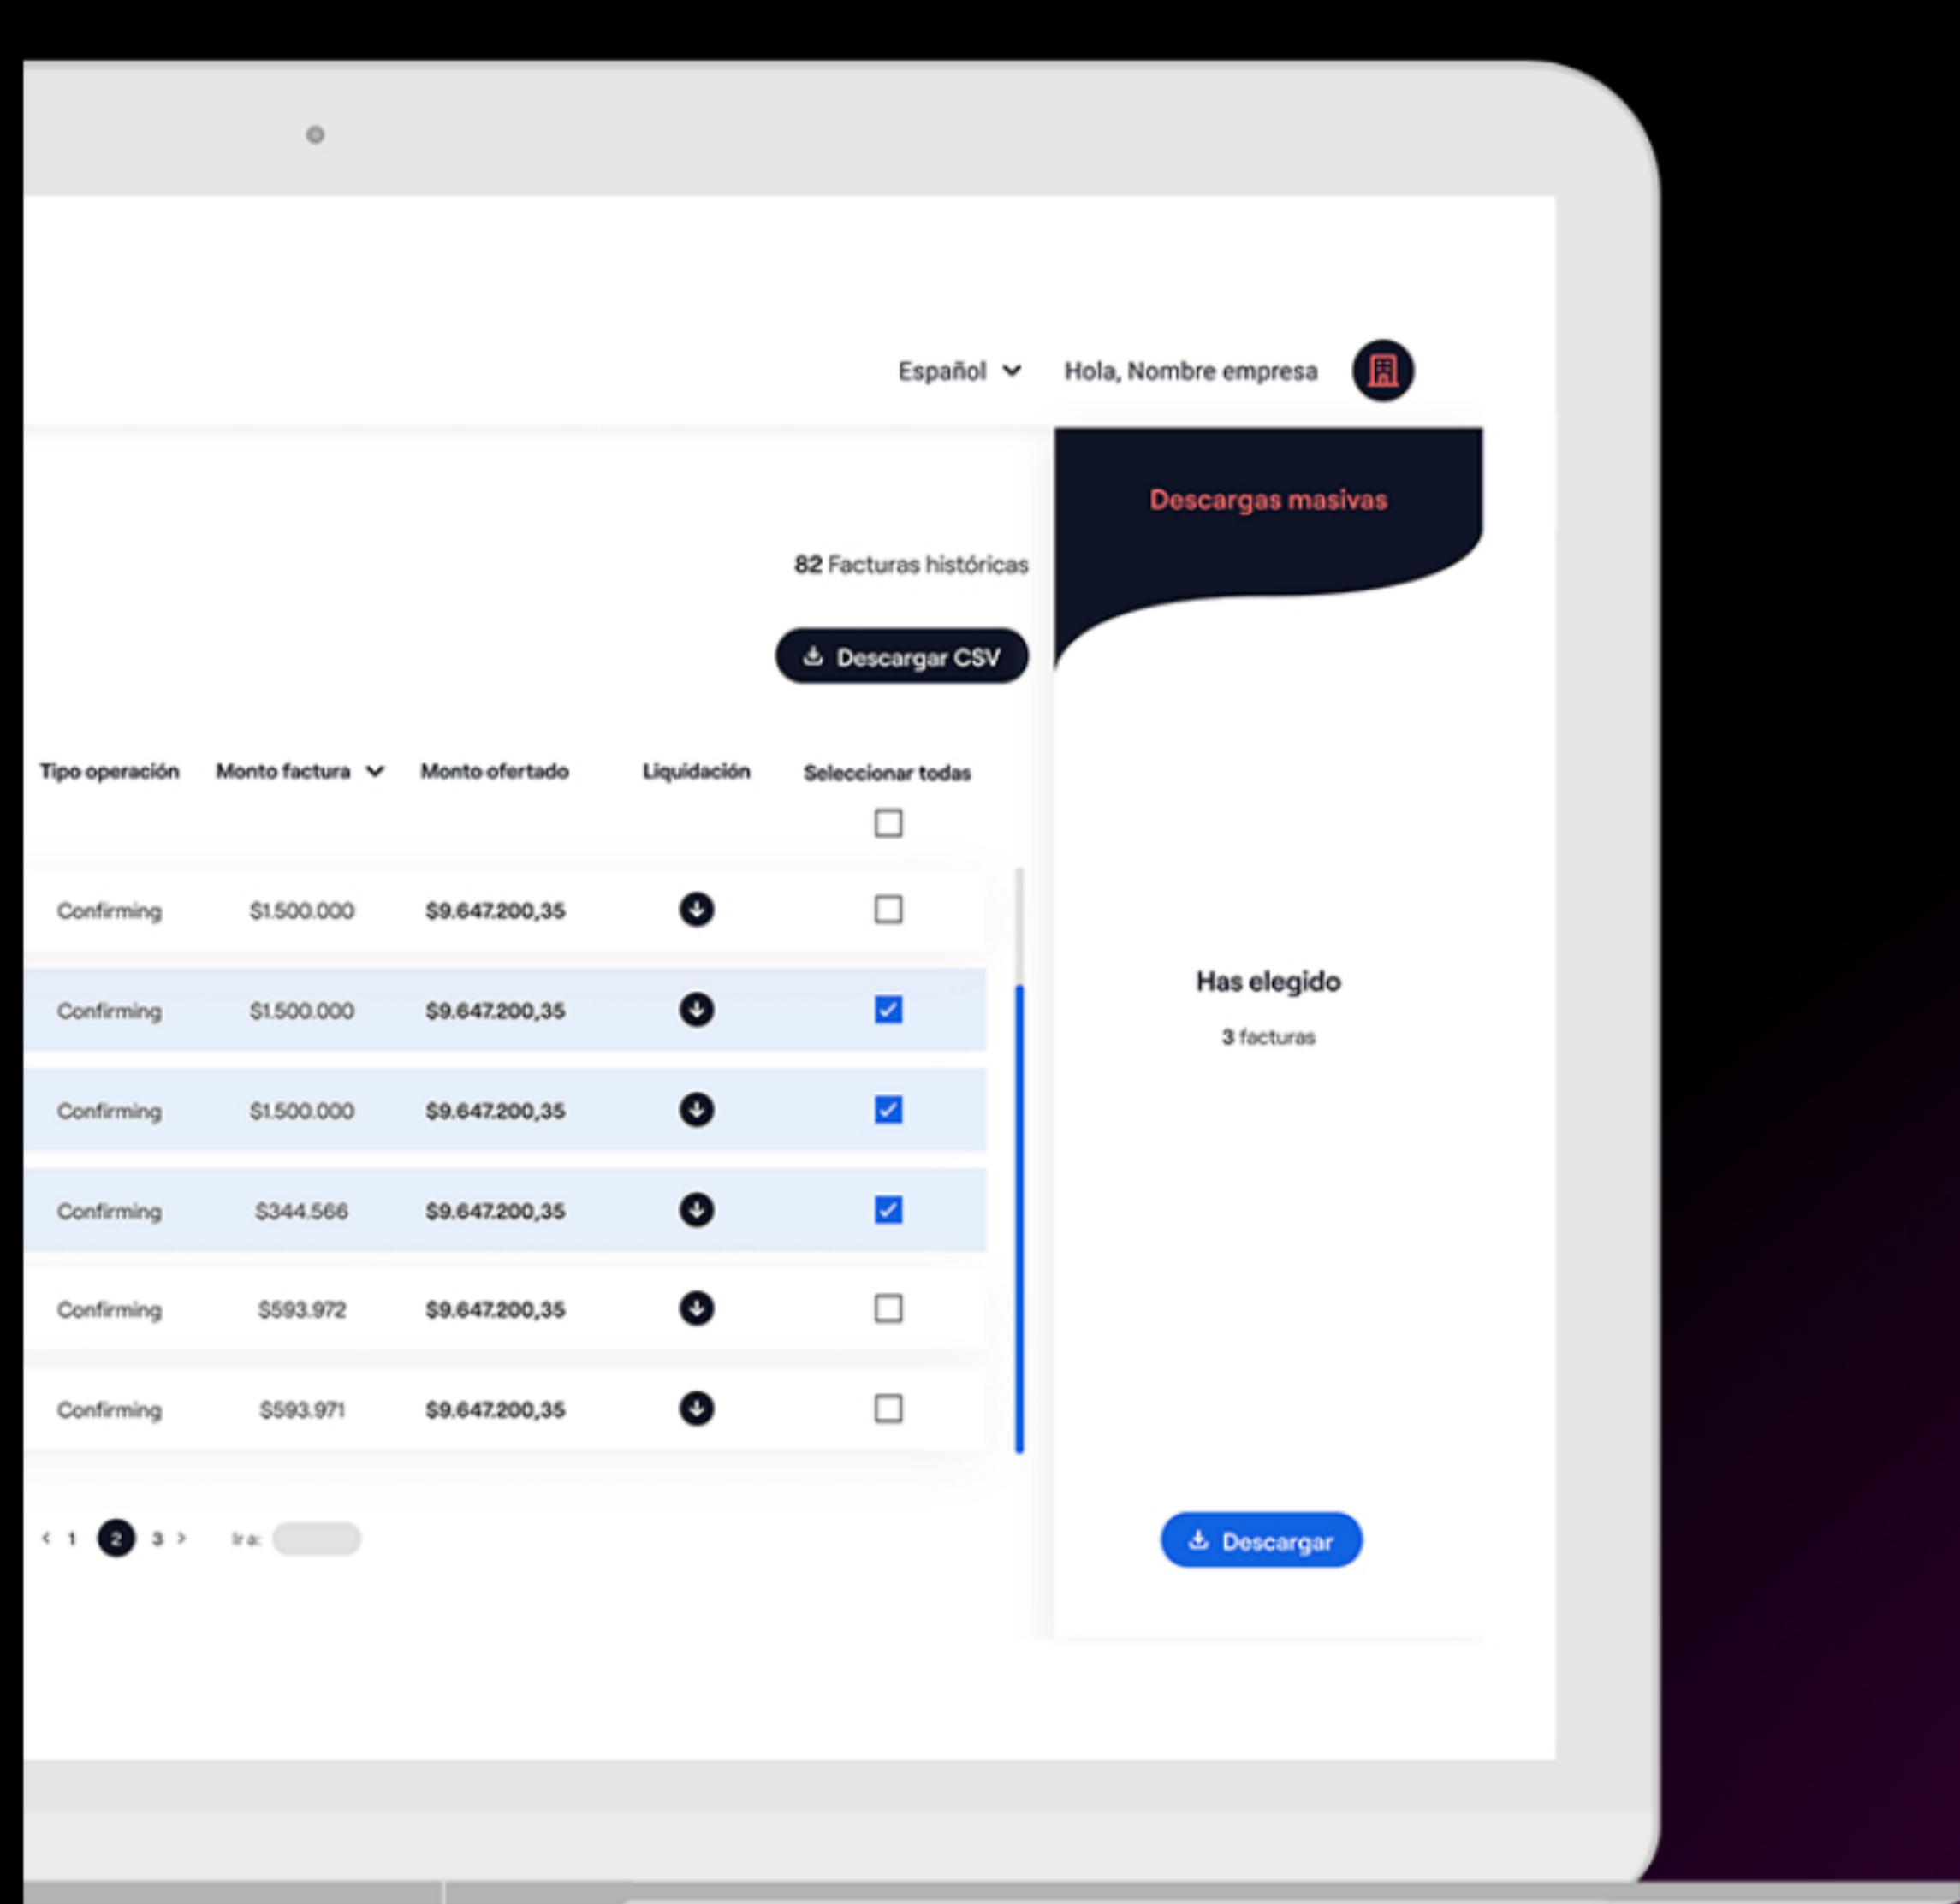 Español Hola, Nombre empresa
Descargas masivas
82 Facturas históricas
Descargar CSV
Tipo operación Monto factura Monto ofertado Liquidación Seleccionar todas
Confirming $1.500.000 $9.647.200,35
Confirming $1.500.000 $9.647.200,35
Confirming $1.500.000 $9.647.200,35
Confirming $344.566 $9.647.200,35
Confirming $593.972 $9.647.200,35
Confirming $593.971 $9.647.200,35
< 1 2 3 > Ir a:
Has elegido
3 facturas
Descargar